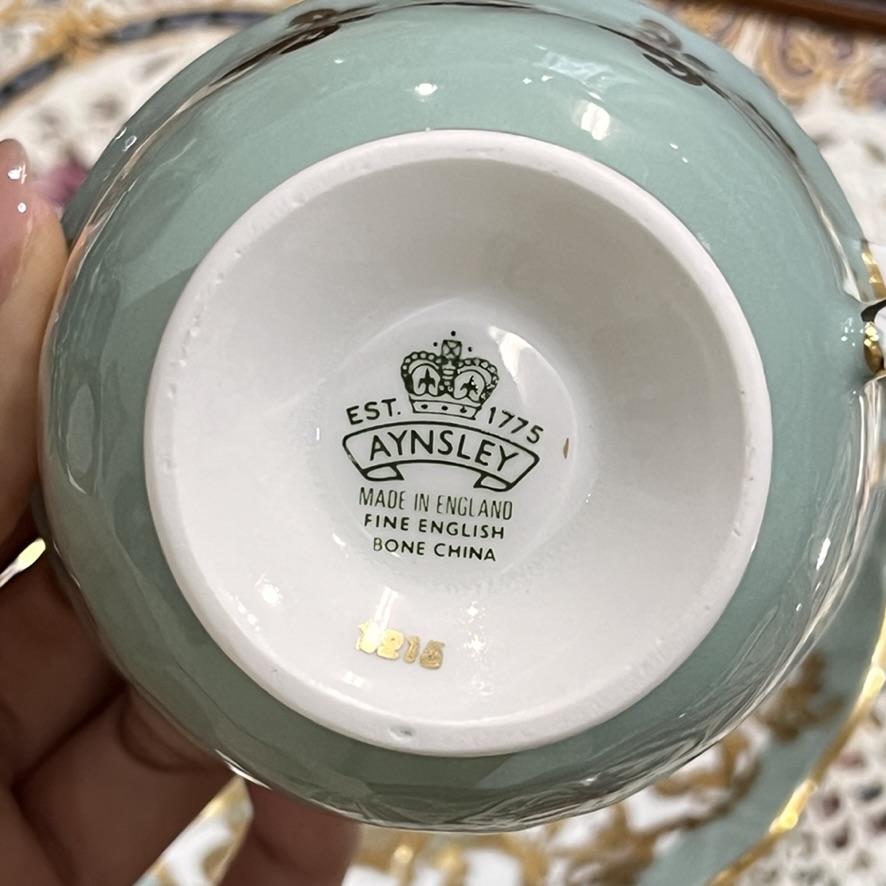 EST. 1775
AYNSLEY
MADE IN ENGLAND
FINE ENGLISH
BONE CHINA